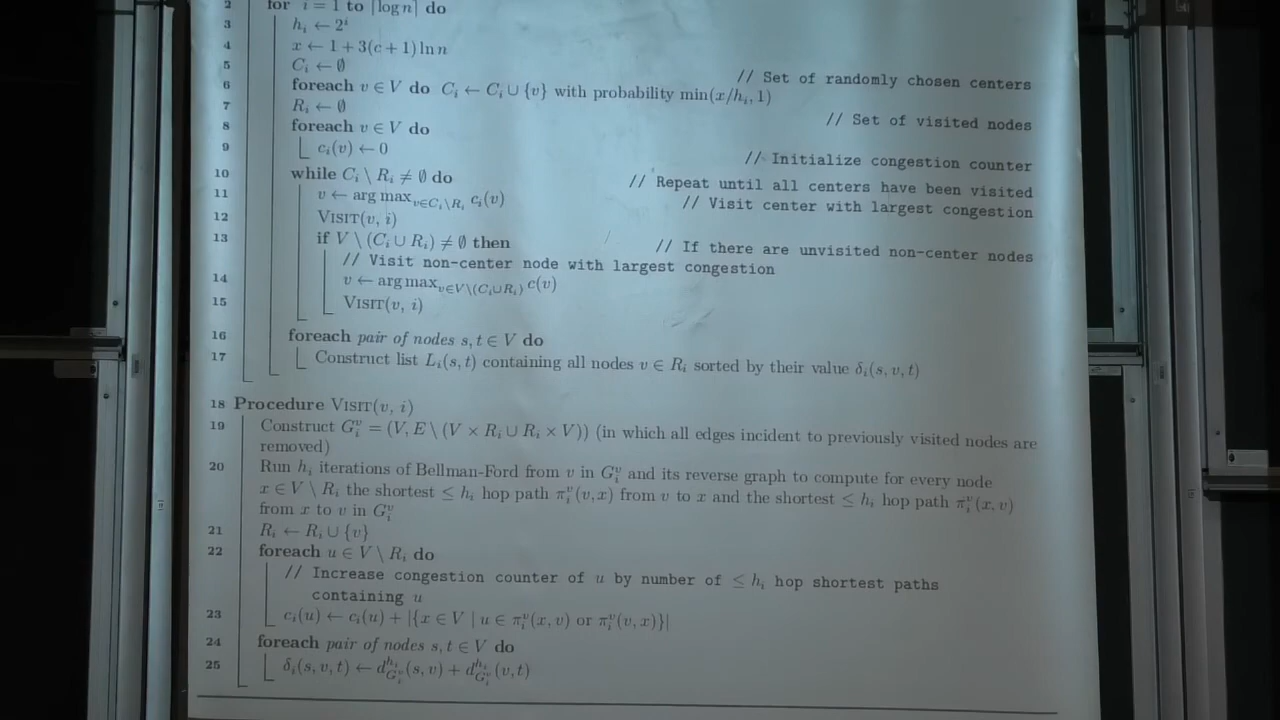 2 for i = 1 to ⌈log n⌉ do
3 h_i ← 2^i
4 x ← 1 + 3(c + 1) ln n
5 C_i ← ∅ // Set of randomly chosen centers
6 foreach v ∈ V do C_i ← C_i ∪ {v} with probability min(x/h_i, 1)
7 R_i ← ∅ // Set of visited nodes
8 foreach v ∈ V do
9 c_i(v) ← 0 // Initialize congestion counter
10 while C_i \ R_i ≠ ∅ do // Repeat until all centers have been visited
11 v ← arg max_{v∈C_i\R_i} c_i(v) // Visit center with largest congestion
12 VISIT(v, i)
13 if V \ (C_i ∪ R_i) ≠ ∅ then // If there are unvisited non-center nodes
// Visit non-center node with largest congestion
14 v ← arg max_{v∈V\(C_i∪R_i)} c(v)
15 VISIT(v, i)
16 foreach pair of nodes s, t ∈ V do
17 Construct list L_i(s, t) containing all nodes v ∈ R_i sorted by their value δ_i(s, v, t)
18 Procedure VISIT(v, i)
19 Construct G_i^v = (V, E \ (V × R_i ∪ R_i × V)) (in which all edges incident to previously visited nodes are
removed)
20 Run h_i iterations of Bellman-Ford from v in G_i^v and its reverse graph to compute for every node
x ∈ V \ R_i the shortest ≤ h_i hop path π_i^v(v, x) from v to x and the shortest ≤ h_i hop path π_i^v(x, v)
from x to v in G_i^v
21 R_i ← R_i ∪ {v}
22 foreach u ∈ V \ R_i do
// Increase congestion counter of u by number of ≤ h_i hop shortest paths
containing u
23 c_i(u) ← c_i(u) + |{x ∈ V | u ∈ π_i^v(x, v) or π_i^v(v, x)}|
24 foreach pair of nodes s, t ∈ V do
25 δ_i(s, v, t) ← d_{G_i^v}^{h_i}(s, v) + d_{G_i^v}^{h_i}(v, t)